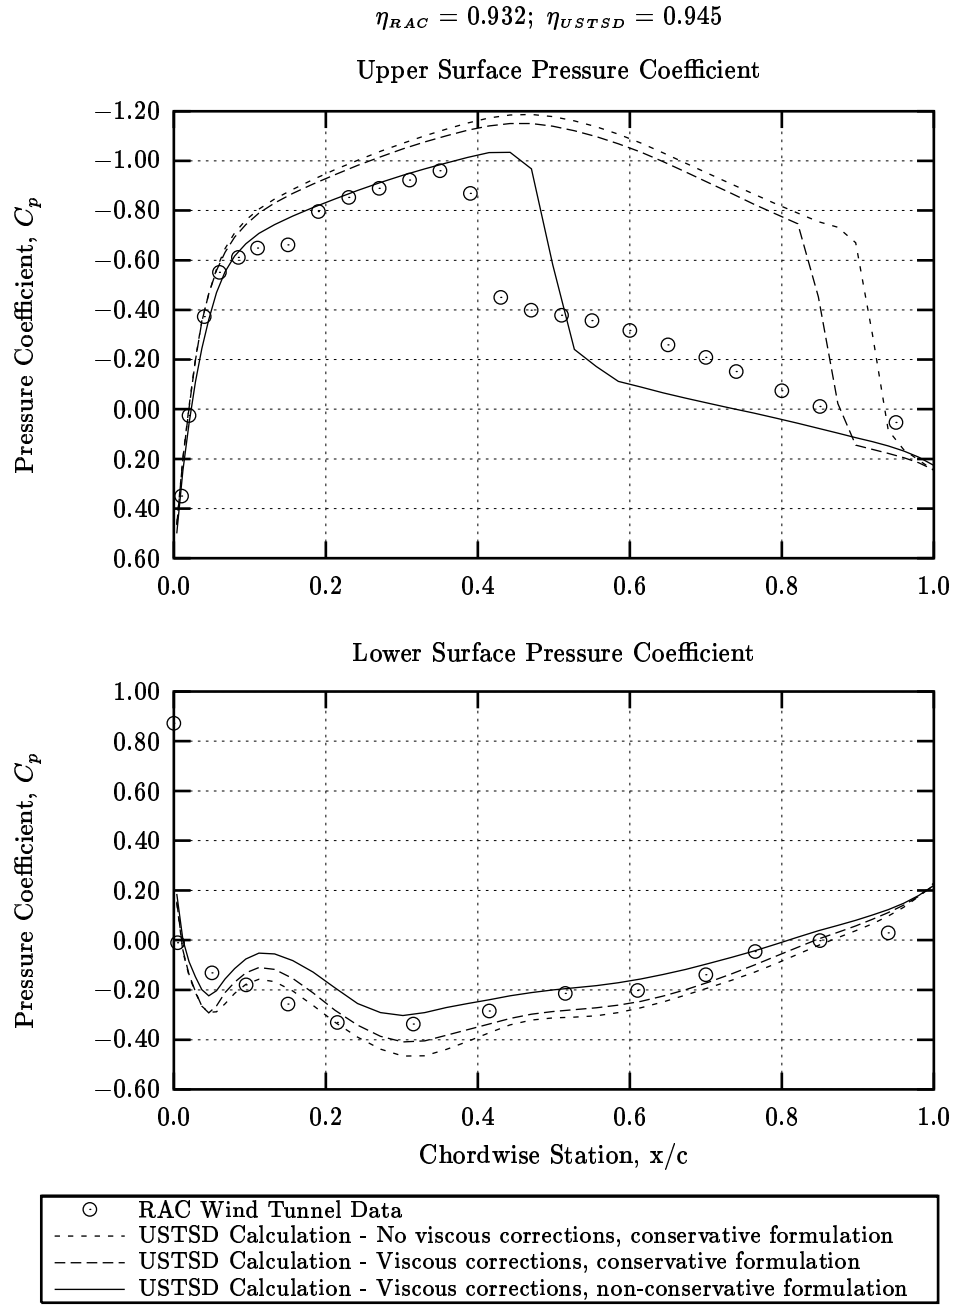 η_RAC = 0.932; η_USTSD = 0.945
Upper Surface Pressure Coefficient
Pressure Coefficient, C_p
−1.20
−1.00
−0.80
−0.60
−0.40
−0.20
0.00
0.20
0.40
0.60
0.0 0.2 0.4 0.6 0.8 1.0
Lower Surface Pressure Coefficient
Pressure Coefficient, C_p
1.00
0.80
0.60
0.40
0.20
0.00
−0.20
−0.40
−0.60
0.0 0.2 0.4 0.6 0.8 1.0
Chordwise Station, x/c
RAC Wind Tunnel Data
USTSD Calculation - No viscous corrections, conservative formulation
USTSD Calculation - Viscous corrections, conservative formulation
USTSD Calculation - Viscous corrections, non-conservative formulation